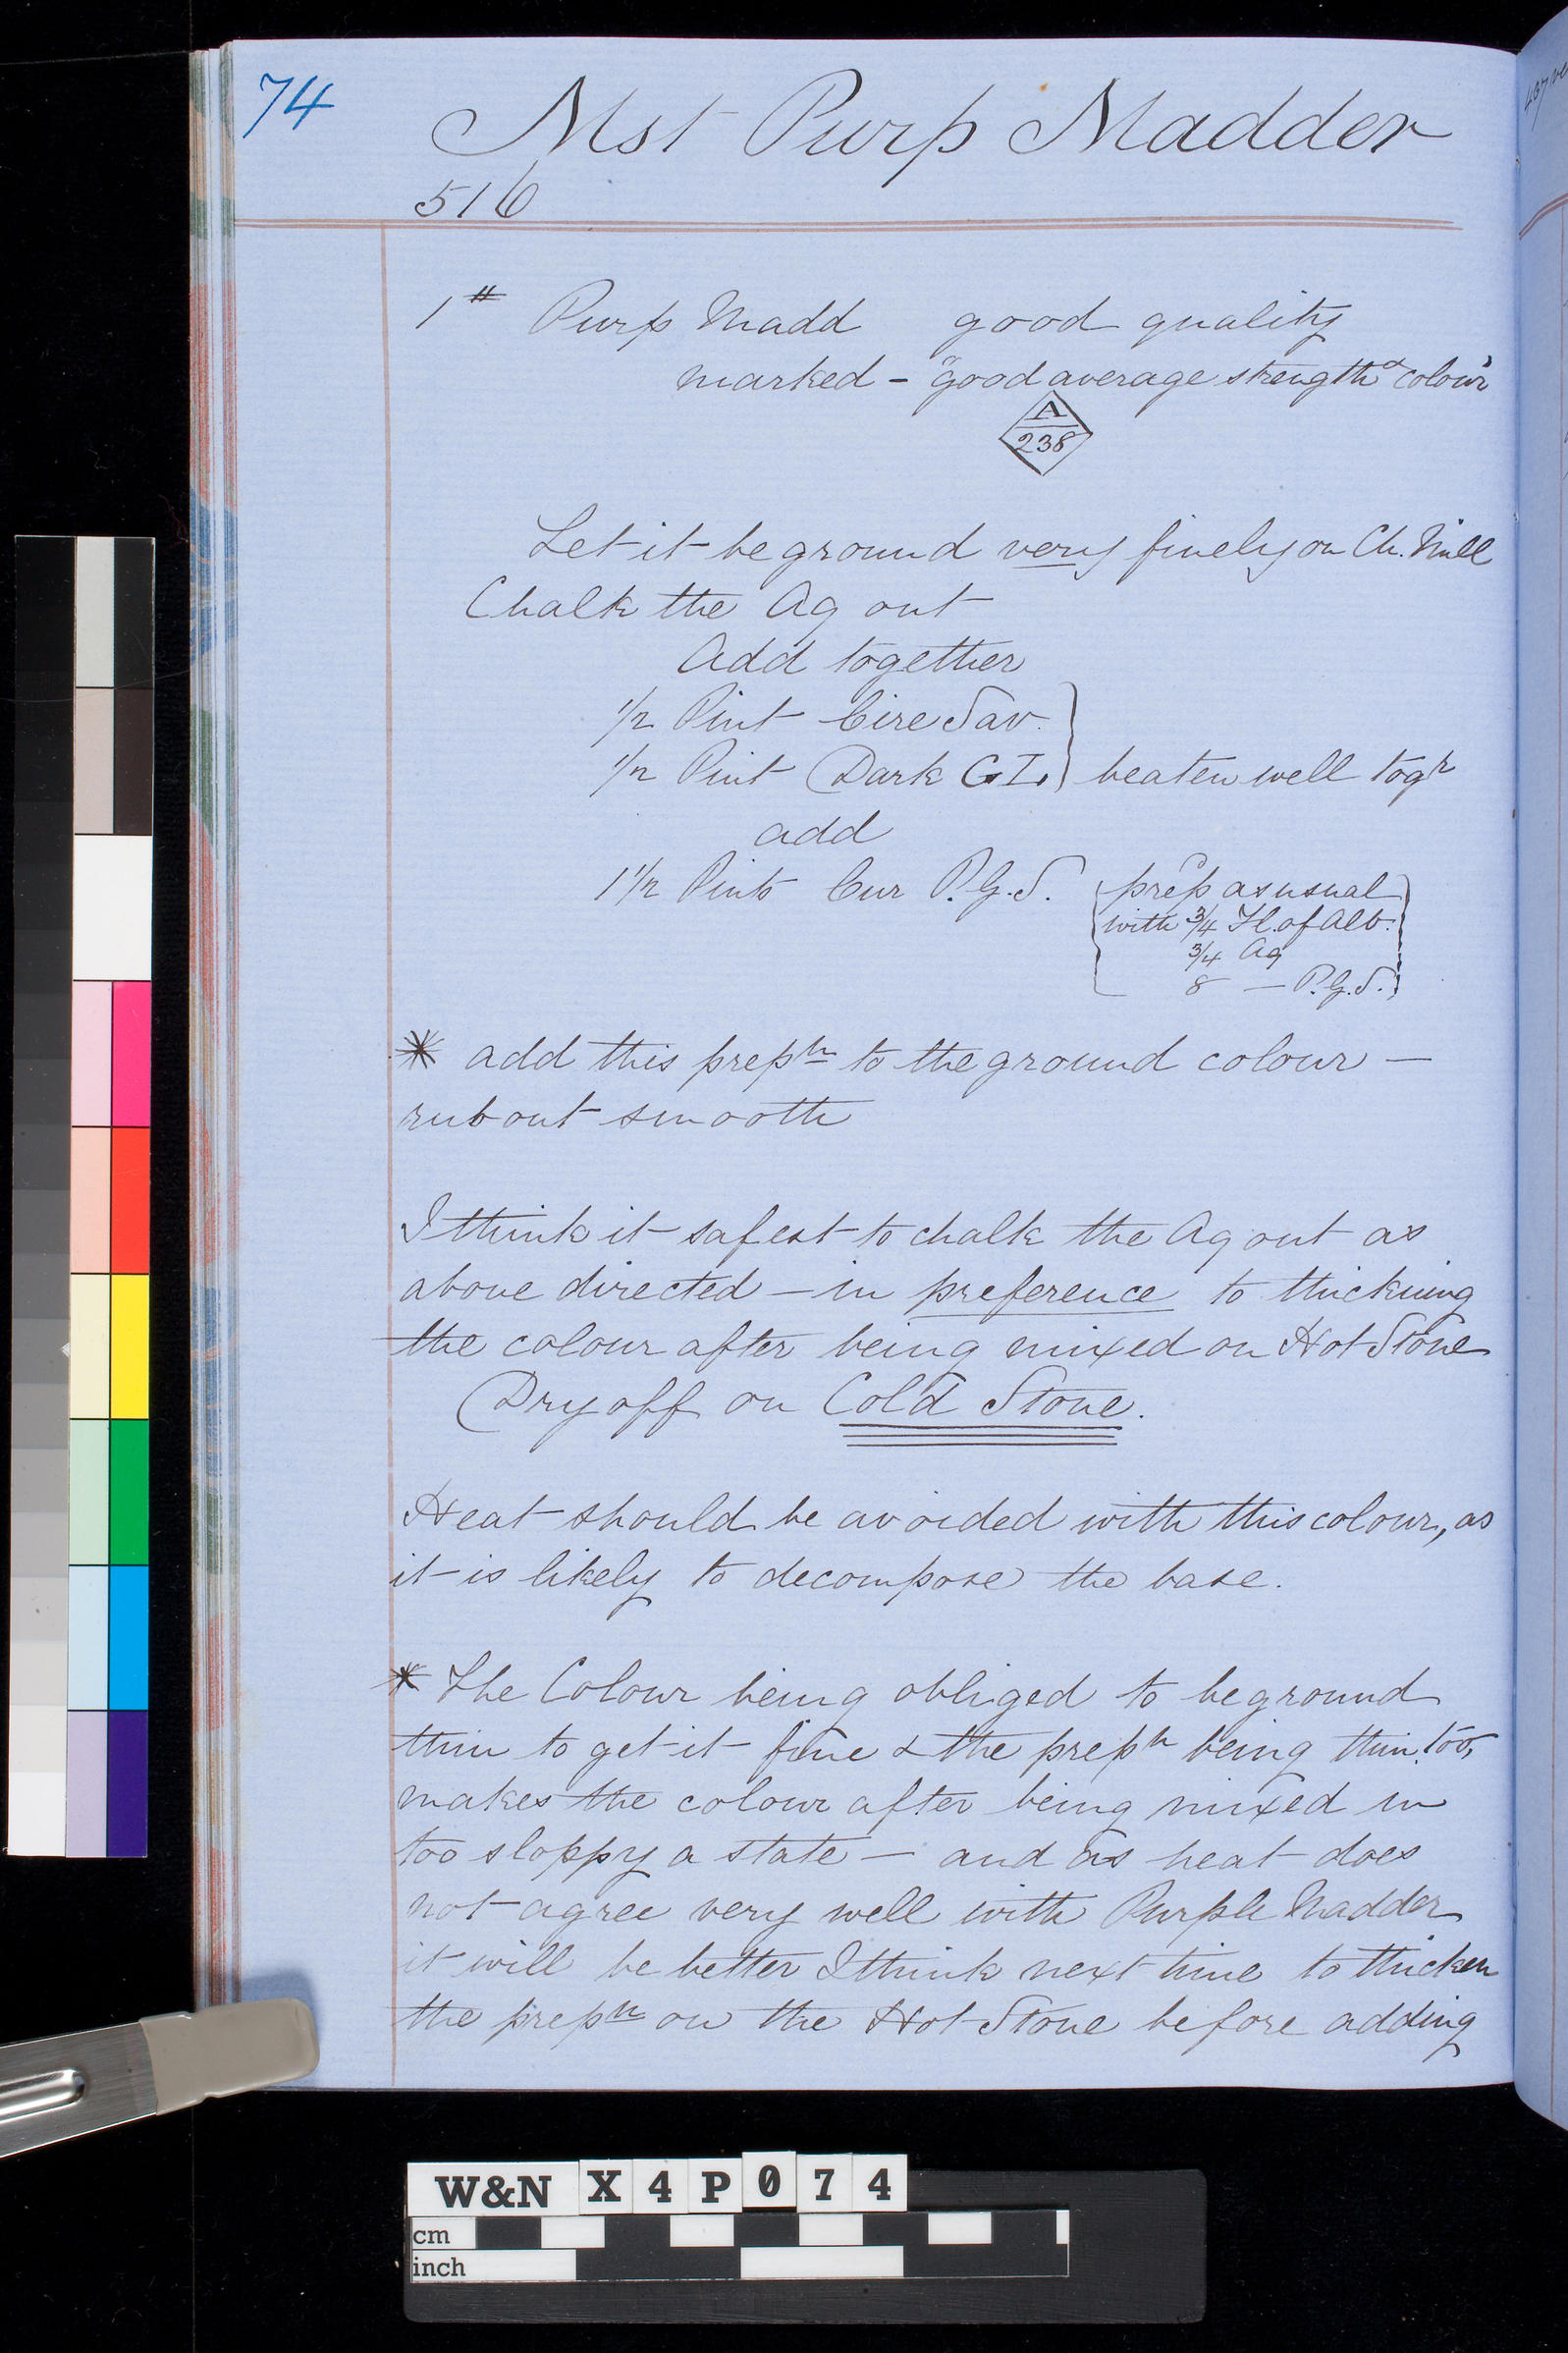 74
Mst Purp Madder
516
1 # Purp Madd good quality
marked - "good average strength & colour"
A
238
Let it be ground very finely on Ch. Mill
Chalk the Aq out
Add together
1/2 Pint Cire Sav.
1/2 Pint Dark G I. } beaten well togr
add
1 1/2 Pints Cur P.G.S. { prep as usual
with 3/4 Fl. of Alb.
3/4 Aq
8 — P.G.S. }
* add this prepn to the ground colour —
rub out smooth
I think it safest to chalk the Aq out as
above directed — in preference to thickning
the colour after being mixed on Hot Stone
Dry off on Cold Stone.
Heat should be avoided with this colour, as
it is likely to decompose the base.
* The Colour being obliged to be ground
thin to get it fine & the prepn being thin too,
makes the colour after being mixed in
too sloppy a state — and as heat does
not agree very well with Purple Madder
it will be better I think next time to thicken
the prepn on the Hot Stone before adding
W&N X 4 P 0 7 4
cm
inch